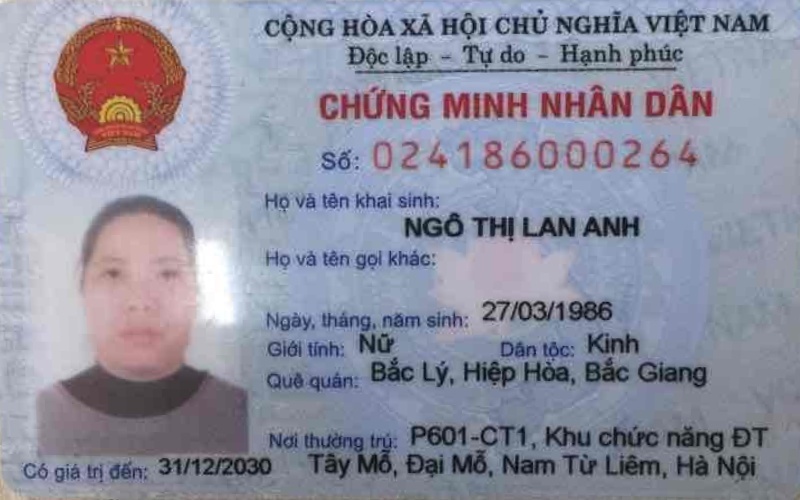 CỘNG HÒA XÃ HỘI CHỦ NGHĨA VIỆT NAM
Độc lập - Tự do - Hạnh phúc
CHỨNG MINH NHÂN DÂN
Số: 024186000264
Họ và tên khai sinh:
NGÔ THỊ LAN ANH
Họ và tên gọi khác:
Ngày, tháng, năm sinh: 27/03/1986
Giới tính: Nữ Dân tộc: Kinh
Quê quán: Bắc Lý, Hiệp Hòa, Bắc Giang
Nơi thường trú: P601-CT1, Khu chức năng ĐT
Tây Mỗ, Đại Mỗ, Nam Từ Liêm, Hà Nội
Có giá trị đến: 31/12/2030